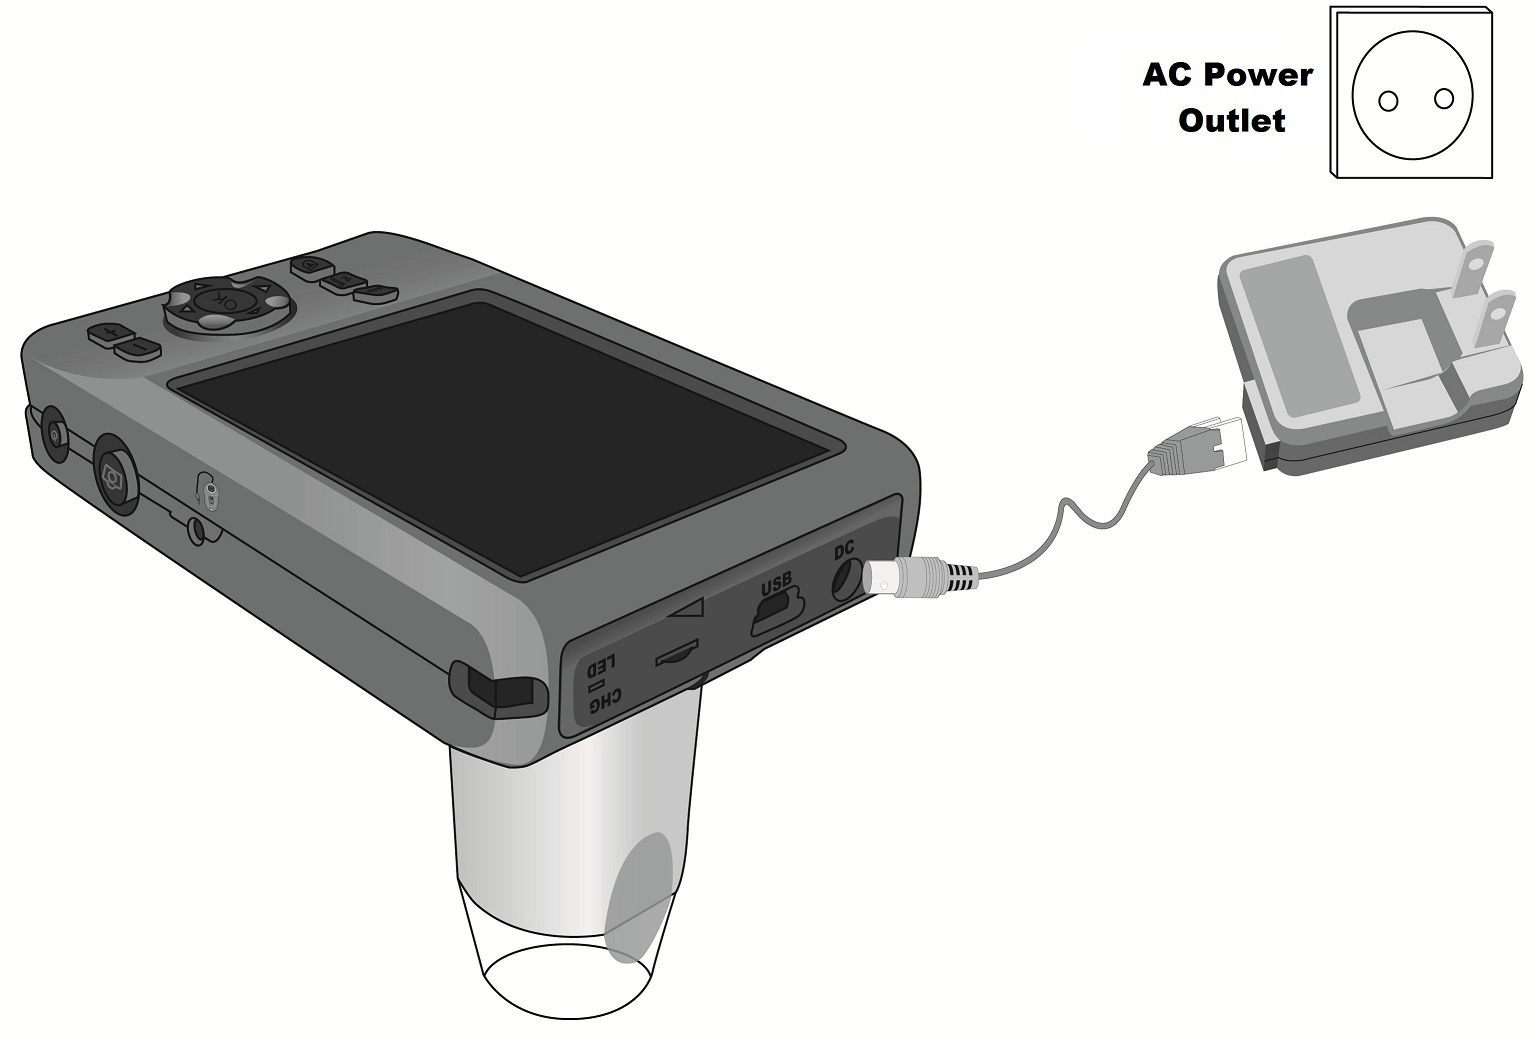 AC Power
Outlet
OK
+
−
DC
USB
LED
CHG